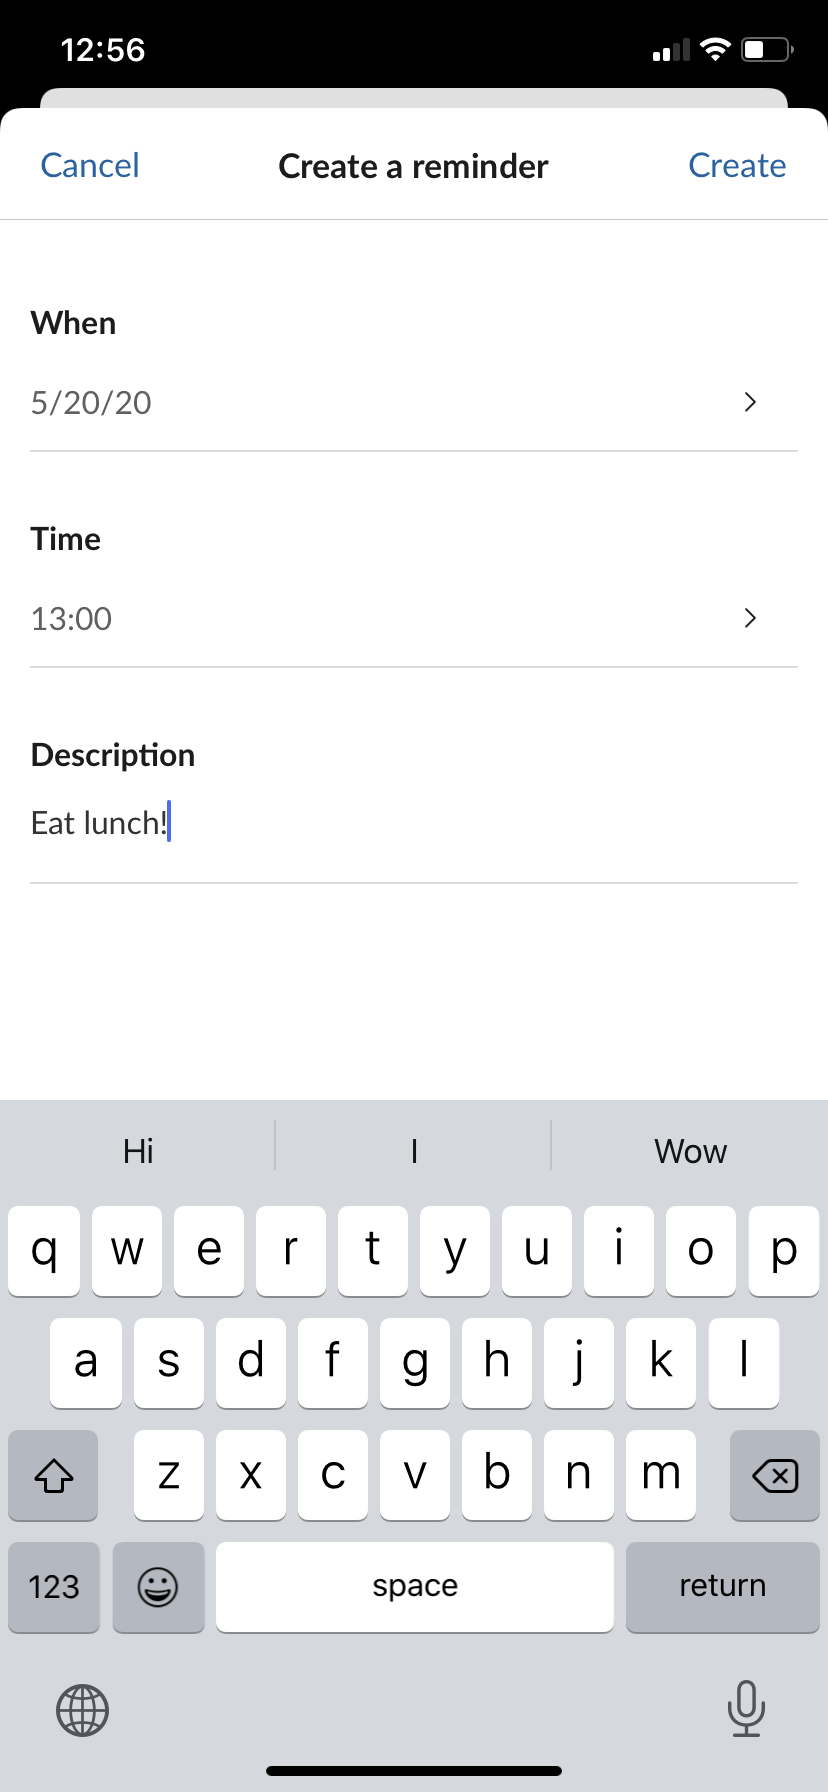 12:56
Cancel Create a reminder Create
When
5/20/20
Time
13:00
Description
Eat lunch!
Hi I Wow
q w e r t y u i o p
a s d f g h j k l
z x c v b n m
123 space return